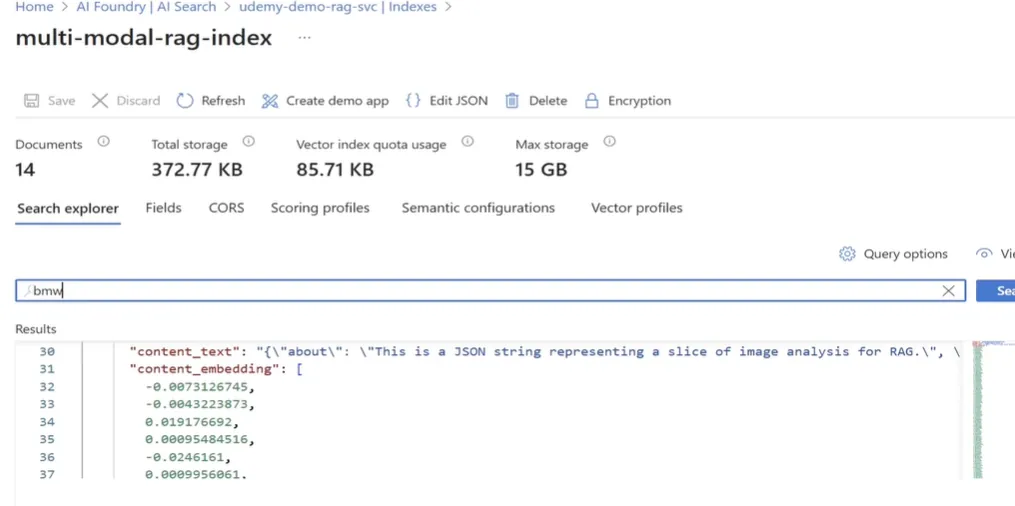 Home > AI Foundry | AI Search > udemy-demo-rag-svc | Indexes >
multi-modal-rag-index ...
Save Discard Refresh Create demo app {} Edit JSON Delete Encryption
Documents Total storage Vector index quota usage Max storage
14 372.77 KB 85.71 KB 15 GB
Search explorer Fields CORS Scoring profiles Semantic configurations Vector profiles
Query options Vie
bmw Sea
Results
30 "content_text": "{\"about\": \"This is a JSON string representing a slice of image analysis for RAG.\", \
31 "content_embedding": [
32 -0.0073126745,
33 -0.0043223873,
34 0.019176692,
35 0.00095484516,
36 -0.0246161,
37 0.0009956061,